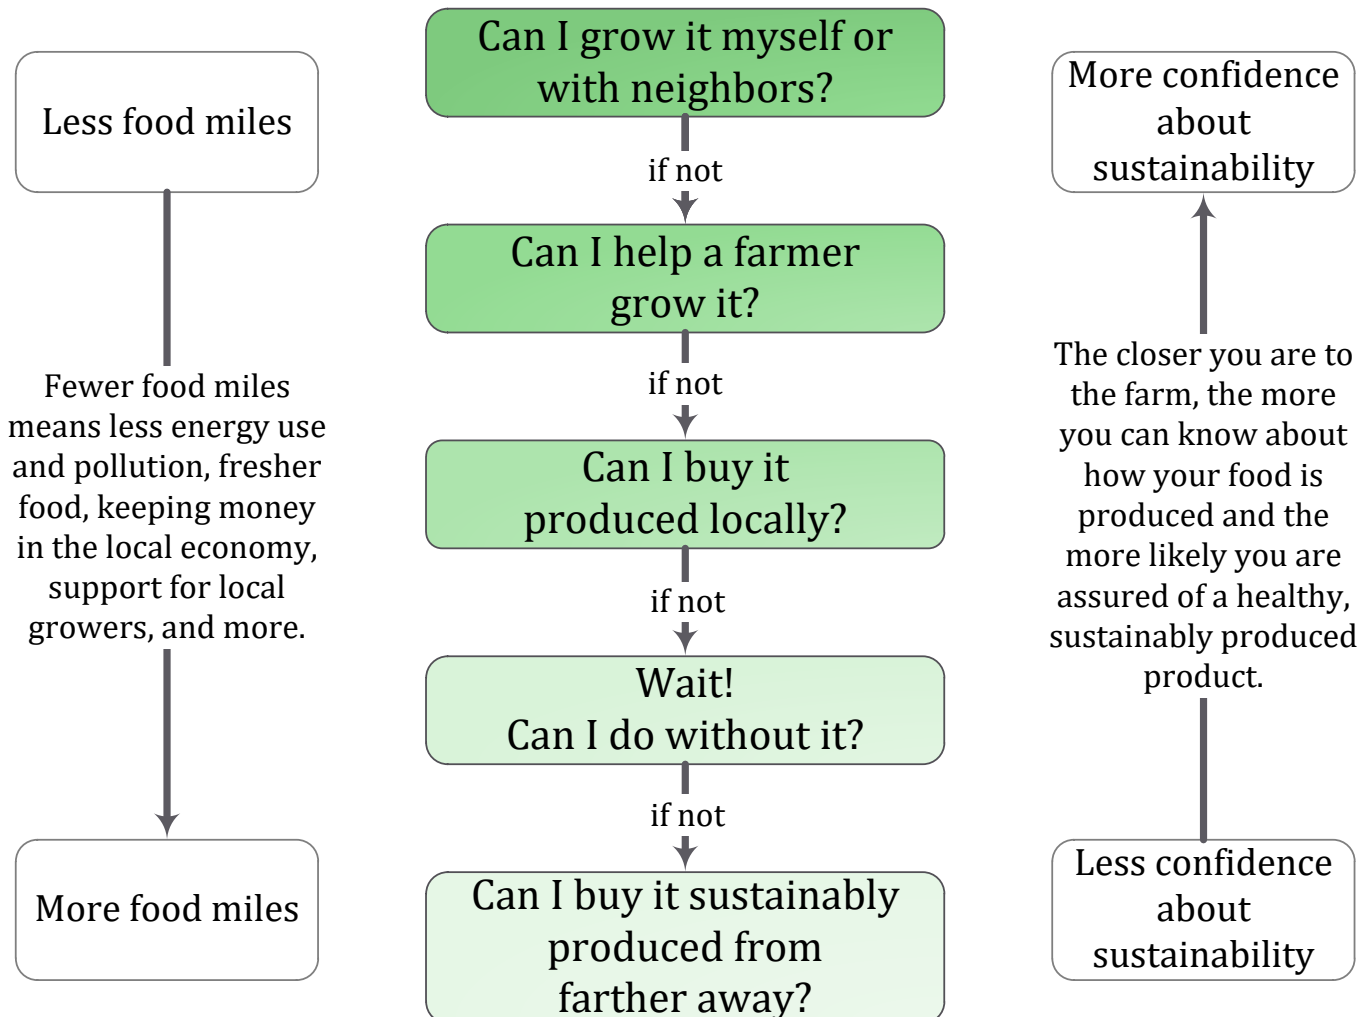 Can I grow it myself or
with neighbors?
Less food miles
More confidence
about
sustainability
if not
Can I help a farmer
grow it?
if not
Fewer food miles
means less energy use
and pollution, fresher
food, keeping money
in the local economy,
support for local
growers, and more.
The closer you are to
the farm, the more
you can know about
how your food is
produced and the
more likely you are
assured of a healthy,
sustainably produced
product.
Can I buy it
produced locally?
if not
Wait!
Can I do without it?
if not
More food miles
Can I buy it sustainably
produced from
farther away?
Less confidence
about
sustainability